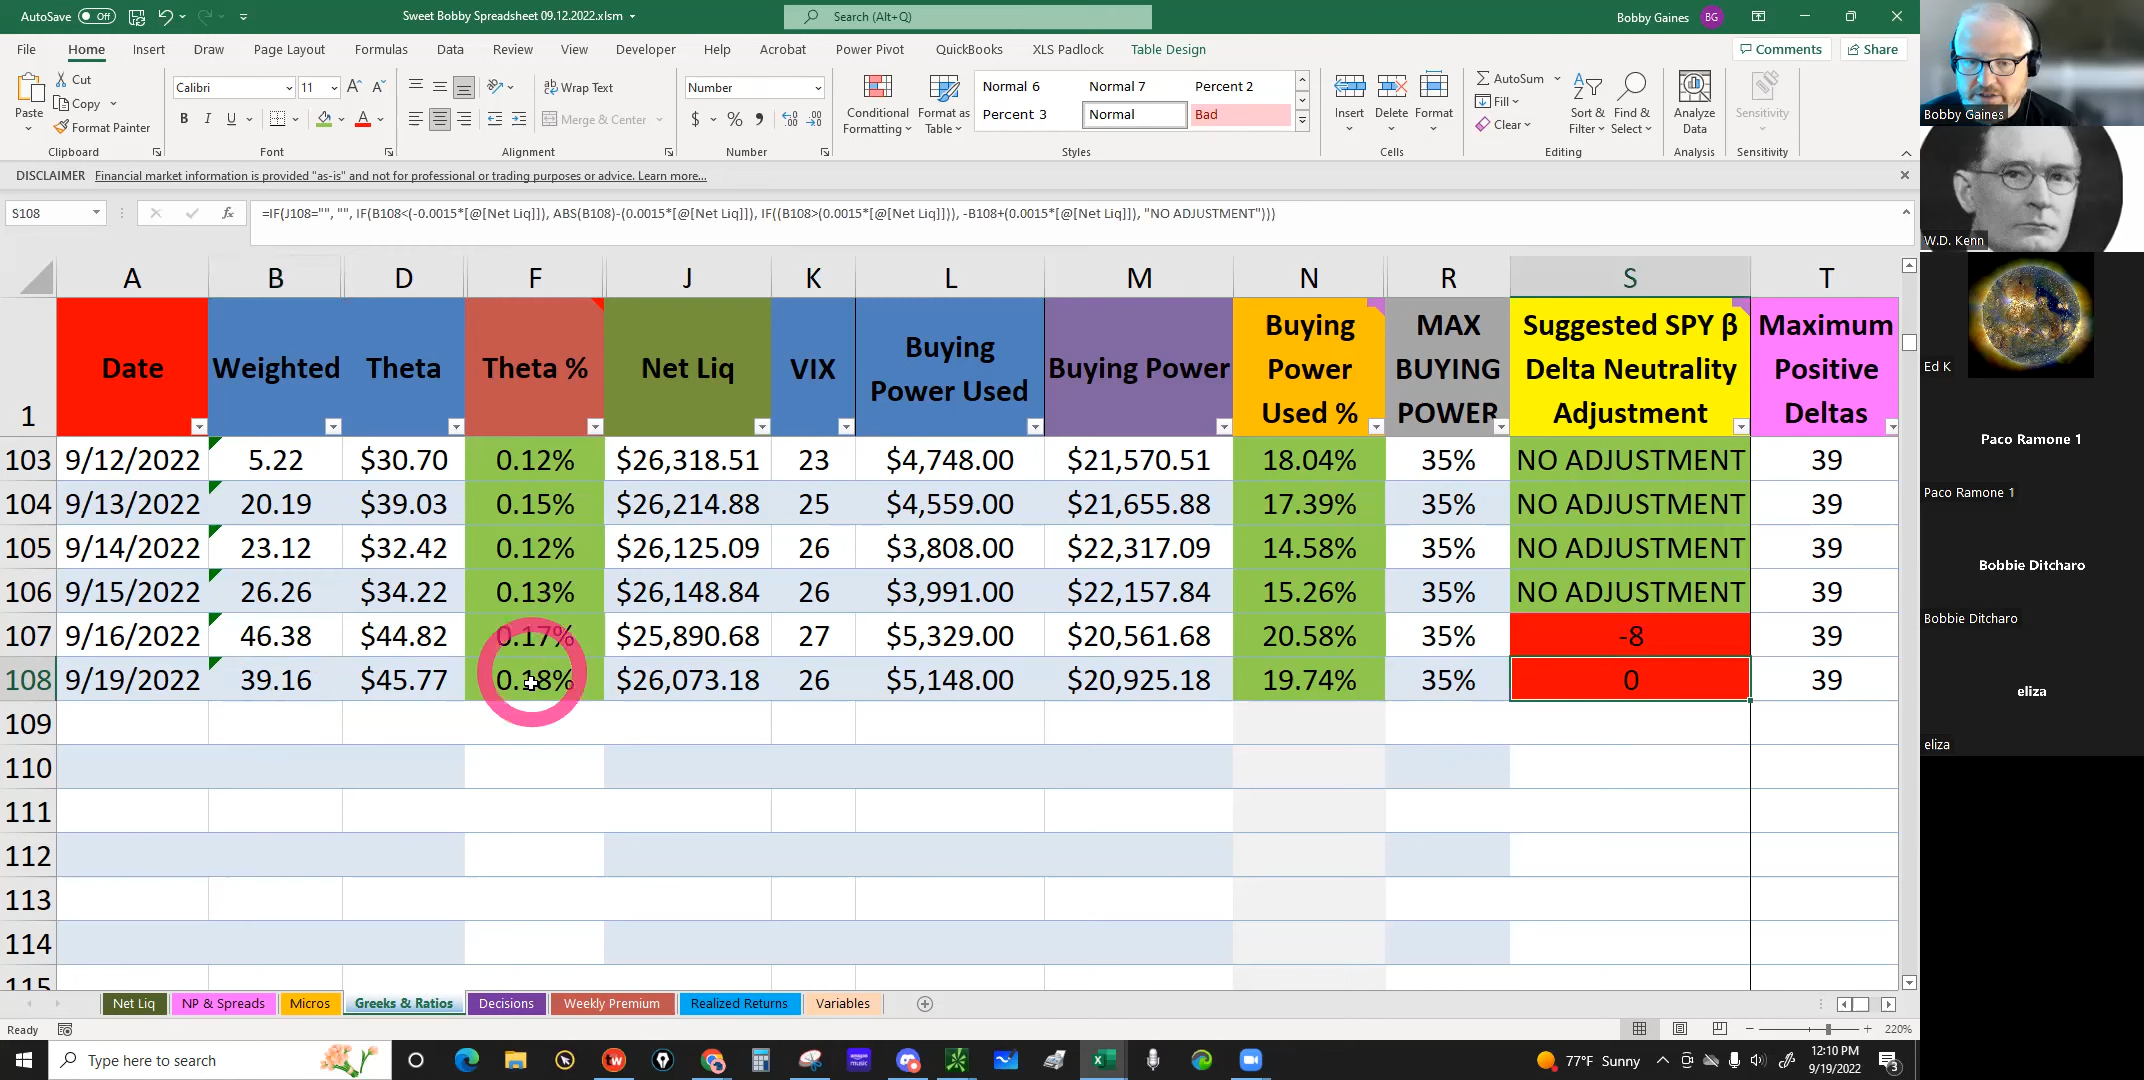 AutoSave Off Sweet Bobby Spreadsheet 09.12.2022.xlsm Search (Alt+Q) Bobby Gaines BG
File Home Insert Draw Page Layout Formulas Data Review View Developer Help Acrobat Power Pivot QuickBooks XLS Padlock Table Design Comments Share
Cut Calibri 11 Wrap Text Number Normal 6 Normal 7 Percent 2 AutoSum
Paste Copy Conditional Format as Percent 3 Normal Bad Insert Delete Format Fill Sort & Find & Analyze Sensitivity
Format Painter B I U Merge & Center $ % Formatting Table Clear Filter Select Data
Clipboard Font Alignment Number Styles Cells Editing Analysis Sensitivity
DISCLAIMER Financial market information is provided "as-is" and not for professional or trading purposes or advice. Learn more...
S108 fx =IF(J108="", "", IF(B108<(-0.0015*[@[Net Liq]]), ABS(B108)-(0.0015*[@[Net Liq]]), IF((B108>(0.0015*[@[Net Liq]])), -B108+(0.0015*[@[Net Liq]]), "NO ADJUSTMENT")))
A B D F J K L M N R S T
1 Date Weighted Theta Theta % Net Liq VIX Buying Power Used Buying Power Buying Power Used % MAX BUYING POWER Suggested SPY β Delta Neutrality Adjustment Maximum Positive Deltas
103 9/12/2022 5.22 $30.70 0.12% $26,318.51 23 $4,748.00 $21,570.51 18.04% 35% NO ADJUSTMENT 39
104 9/13/2022 20.19 $39.03 0.15% $26,214.88 25 $4,559.00 $21,655.88 17.39% 35% NO ADJUSTMENT 39
105 9/14/2022 23.12 $32.42 0.12% $26,125.09 26 $3,808.00 $22,317.09 14.58% 35% NO ADJUSTMENT 39
106 9/15/2022 26.26 $34.22 0.13% $26,148.84 26 $3,991.00 $22,157.84 15.26% 35% NO ADJUSTMENT 39
107 9/16/2022 46.38 $44.82 0.17% $25,890.68 27 $5,329.00 $20,561.68 20.58% 35% -8 39
108 9/19/2022 39.16 $45.77 0.18% $26,073.18 26 $5,148.00 $20,925.18 19.74% 35% 0 39
109
110
111
112
113
114
115
Net Liq NP & Spreads Micros Greeks & Ratios Decisions Weekly Premium Realized Returns Variables
Ready 220%
Type here to search 77°F Sunny 12:10 PM
9/19/2022 3
Bobby Gaines
W.D. Kenn
Ed K
Paco Ramone 1
Paco Ramone 1
Bobbie Ditcharo
Bobbie Ditcharo
eliza
eliza